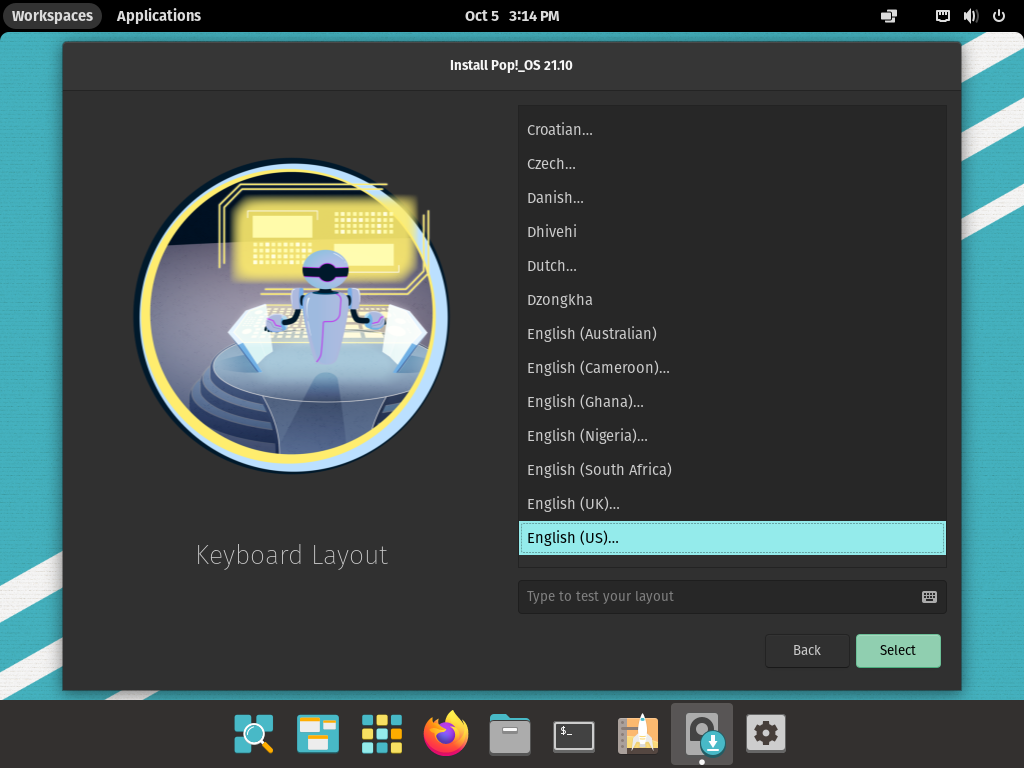 Workspaces Applications Oct 5 3:14 PM
Install Pop!_OS 21.10
Croatian...
Czech...
Danish...
Dhivehi
Dutch...
Dzongkha
English (Australian)
English (Cameroon)...
English (Ghana)...
English (Nigeria)...
English (South Africa)
English (UK)...
English (US)...
Keyboard Layout
Type to test your layout
Back Select
$_